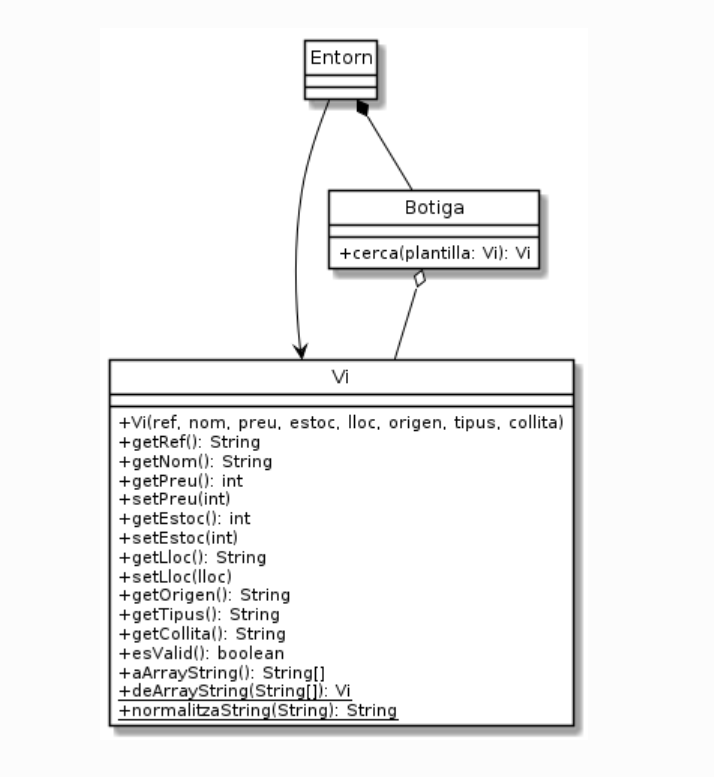 Entorn
Botiga
+cerca(plantilla: Vi): Vi
Vi
+Vi(ref, nom, preu, estoc, lloc, origen, tipus, collita)
+getRef(): String
+getNom(): String
+getPreu(): int
+setPreu(int)
+getEstoc(): int
+setEstoc(int)
+getLloc(): String
+setLloc(lloc)
+getOrigen(): String
+getTipus(): String
+getCollita(): String
+esValid(): boolean
+aArrayString(): String[]
+deArrayString(String[]): Vi
+normalitzaString(String): String